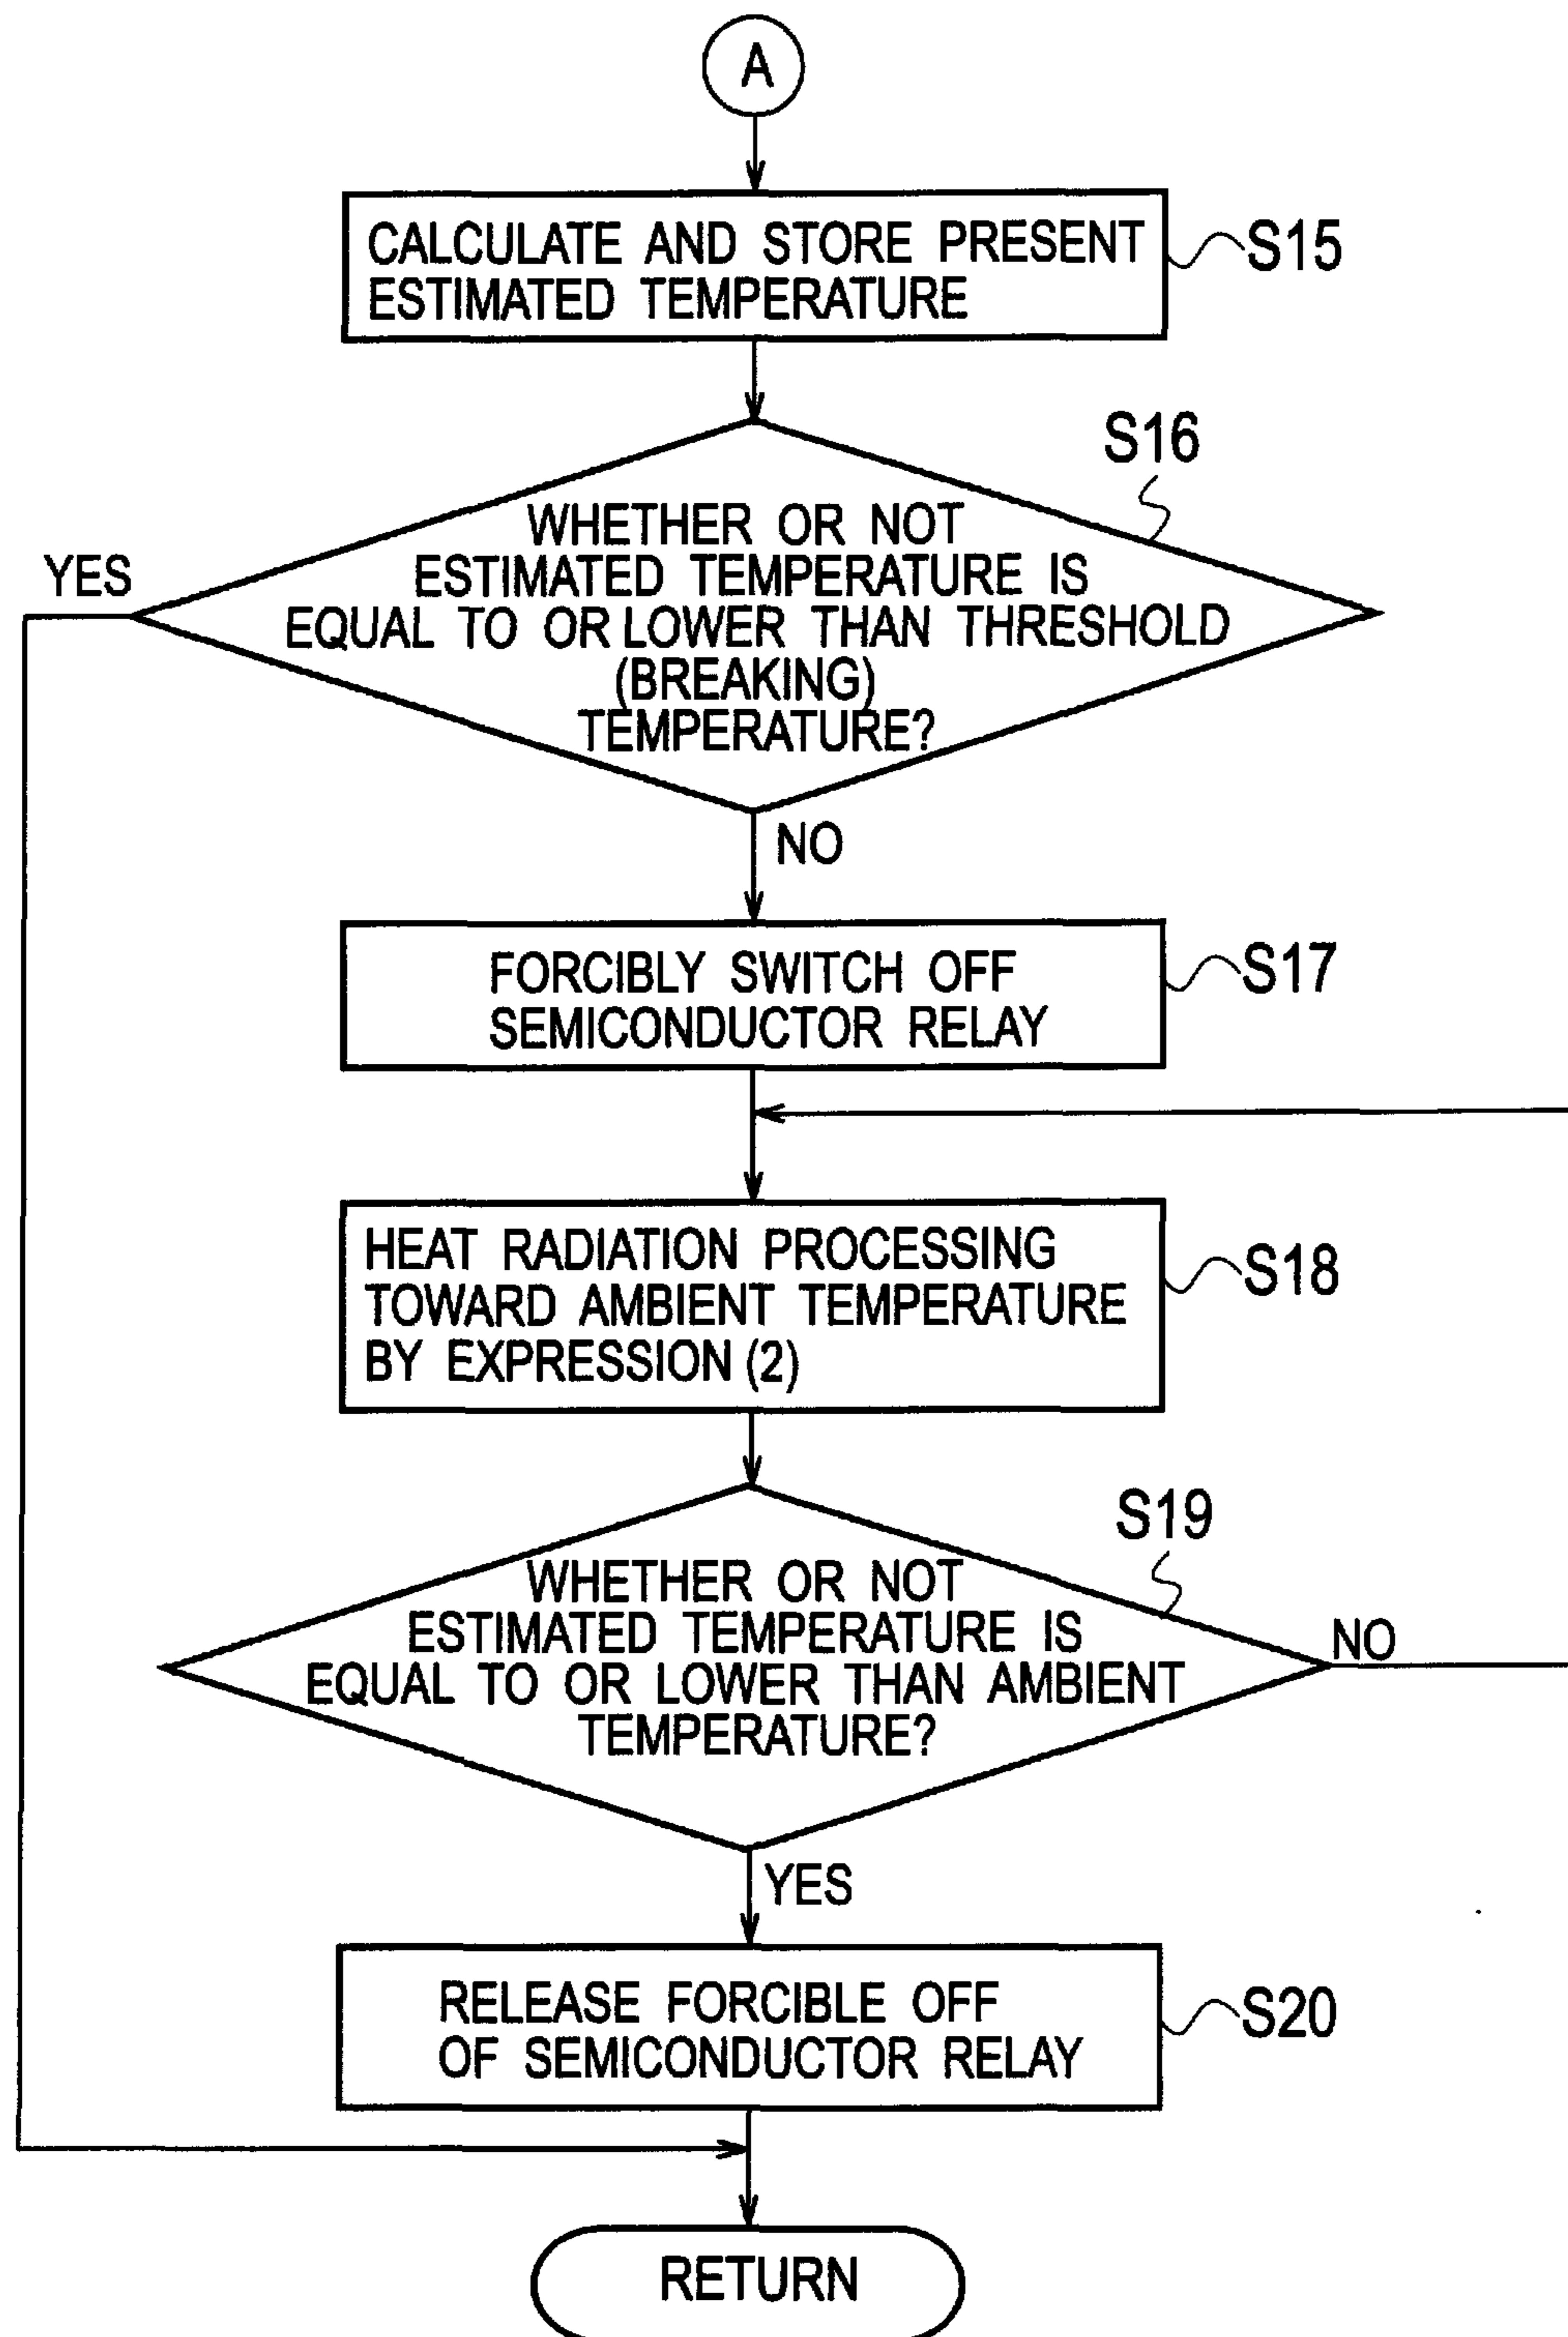 A
CALCULATE AND STORE PRESENT
ESTIMATED TEMPERATURE
S15
S16
WHETHER OR NOT
ESTIMATED TEMPERATURE IS
EQUAL TO OR LOWER THAN THRESHOLD
(BREAKING)
TEMPERATURE?
YES
NO
FORCIBLY SWITCH OFF
SEMICONDUCTOR RELAY
S17
HEAT RADIATION PROCESSING
TOWARD AMBIENT TEMPERATURE
BY EXPRESSION (2)
S18
S19
WHETHER OR NOT
ESTIMATED TEMPERATURE IS
EQUAL TO OR LOWER THAN AMBIENT
TEMPERATURE?
NO
YES
RELEASE FORCIBLE OFF
OF SEMICONDUCTOR RELAY
S20
RETURN